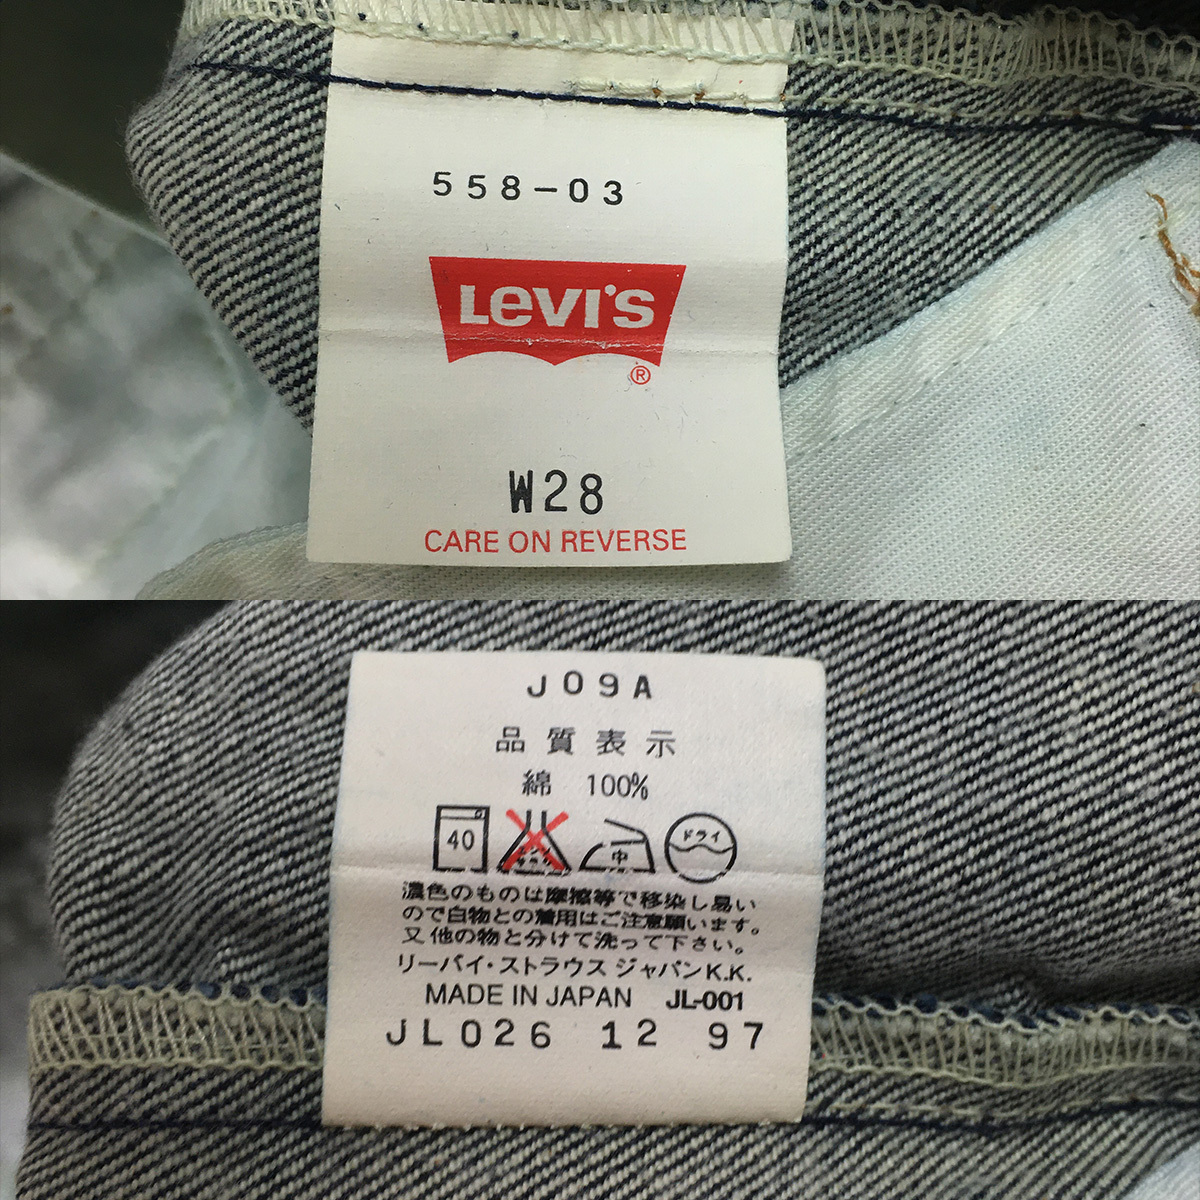 558-03
LEVI'S
®
W28
CARE ON REVERSE
J09A
品質表示
綿 100%
40
中
ドライ
濃色のものは摩擦等で移染し易い
ので白物との着用はご注意願います。
又他の物と分けて洗って下さい。
リーバイ・ストラウス ジャパンK.K.
MADE IN JAPAN JL-001
JL026 12 97